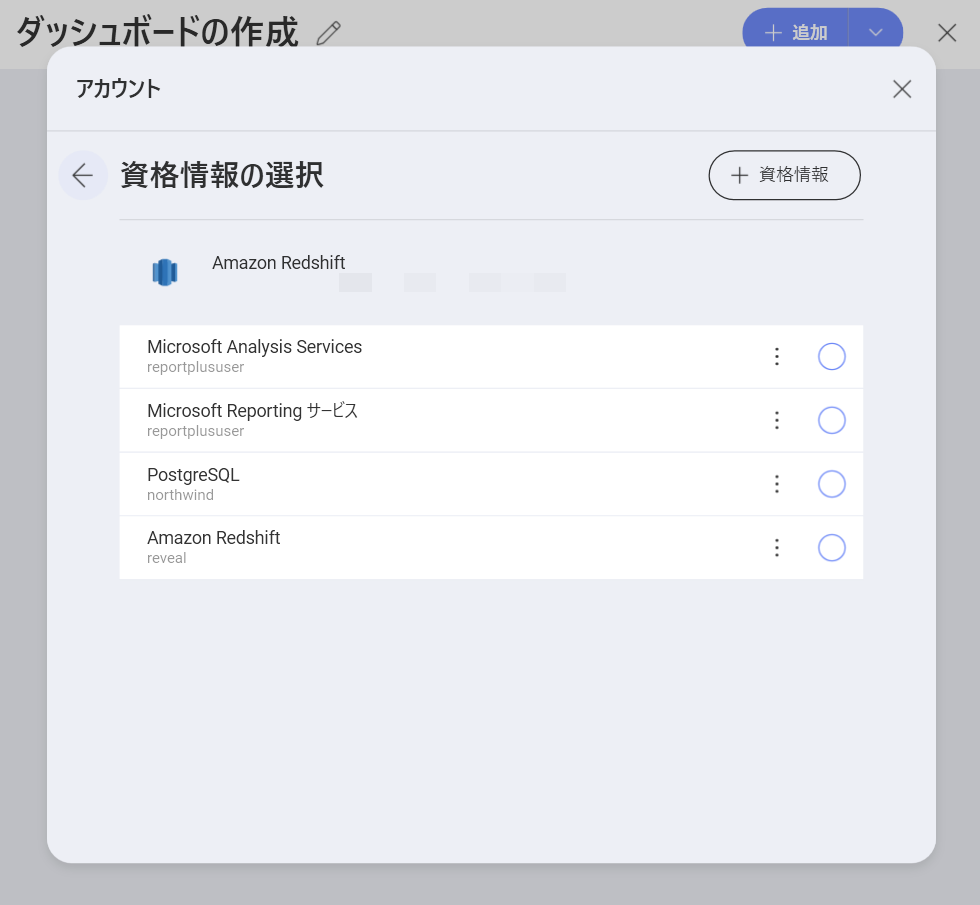 ダッシュボードの作成
追加
アカウント
資格情報の選択
資格情報
Amazon Redshift
Microsoft Analysis Services
reportplususer
Microsoft Reporting サービス
reportplususer
PostgreSQL
northwind
Amazon Redshift
reveal